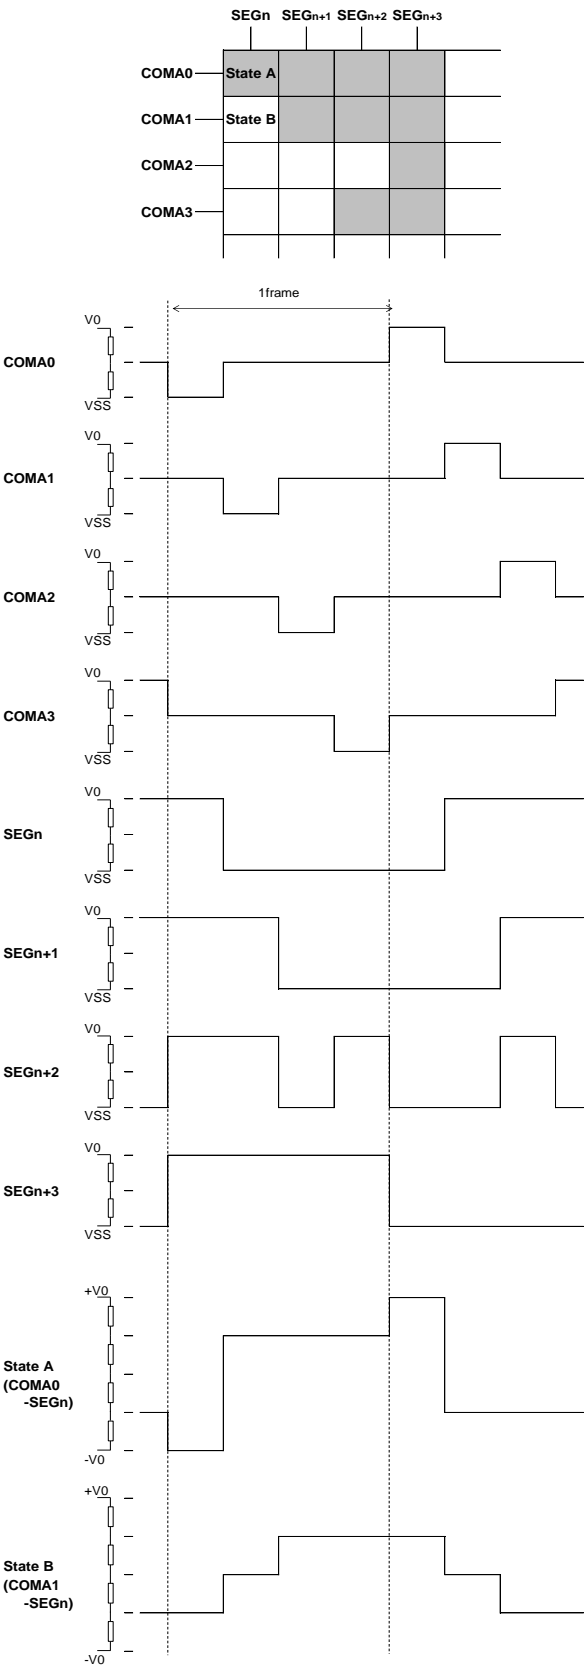 SEGn SEGn+1 SEGn+2 SEGn+3
COMA0 State A
COMA1 State B
COMA2
COMA3
1frame
V0
COMA0
VSS
V0
COMA1
VSS
V0
COMA2
VSS
V0
COMA3
VSS
V0
SEGn
VSS
V0
SEGn+1
VSS
V0
SEGn+2
VSS
V0
SEGn+3
VSS
+V0
State A
(COMA0
-SEGn)
-V0
+V0
State B
(COMA1
-SEGn)
-V0